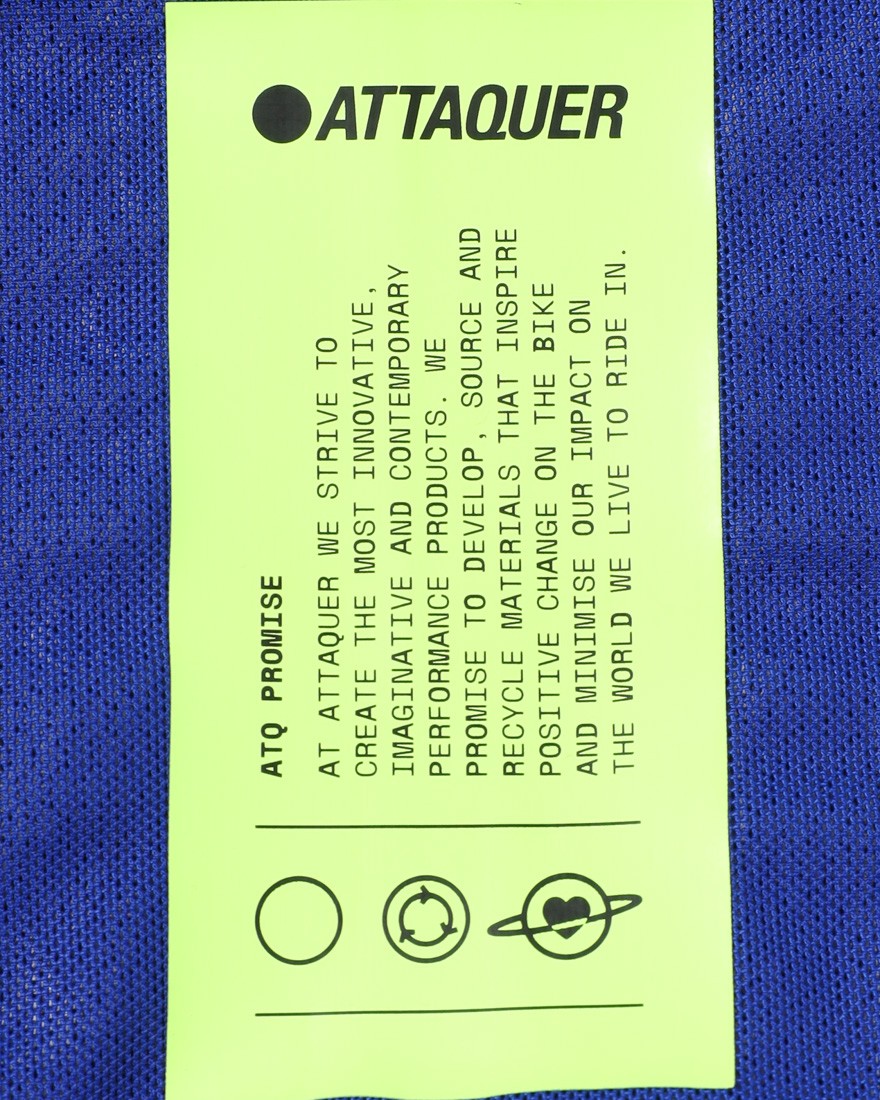 ATTAQUER
ATQ PROMISE
AT ATTAQUER WE STRIVE TO
CREATE THE MOST INNOVATIVE,
IMAGINATIVE AND CONTEMPORARY
PERFORMANCE PRODUCTS. WE
PROMISE TO DEVELOP, SOURCE AND
RECYCLE MATERIALS THAT INSPIRE
POSITIVE CHANGE ON THE BIKE
AND MINIMISE OUR IMPACT ON
THE WORLD WE LIVE TO RIDE IN.